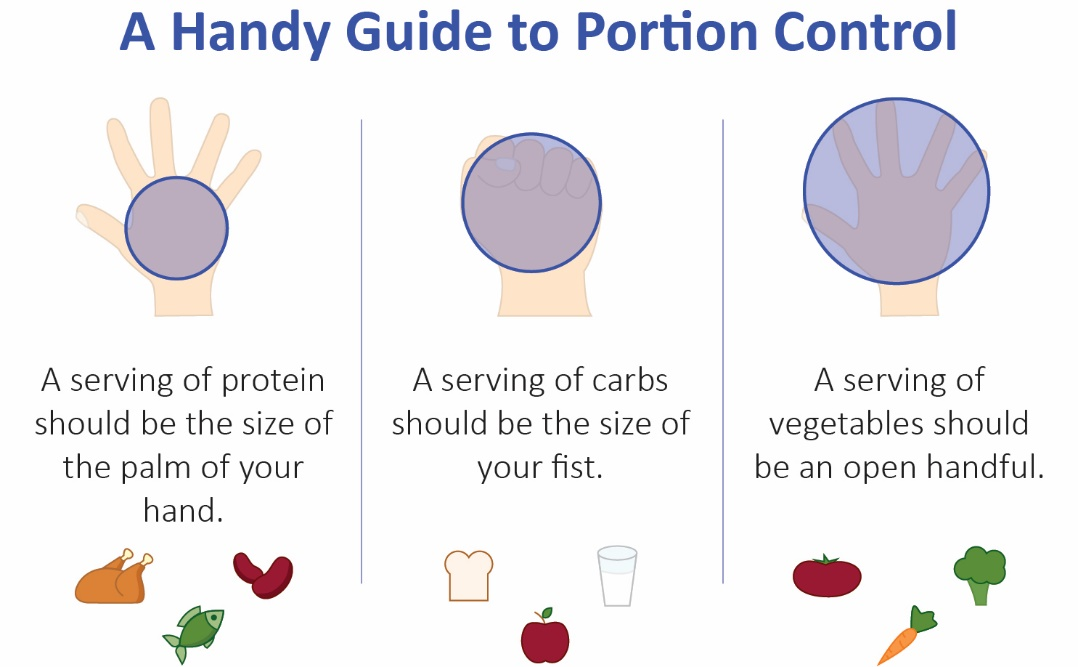 A Handy Guide to Portion Control
A serving of protein
should be the size of
the palm of your
hand.
A serving of carbs
should be the size of
your fist.
A serving of
vegetables should
be an open handful.